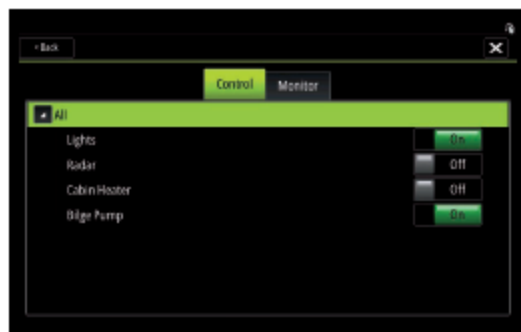 < Back
Control Monitor
All
Lights On
Radar Off
Cabin Heater Off
Bilge Pump On